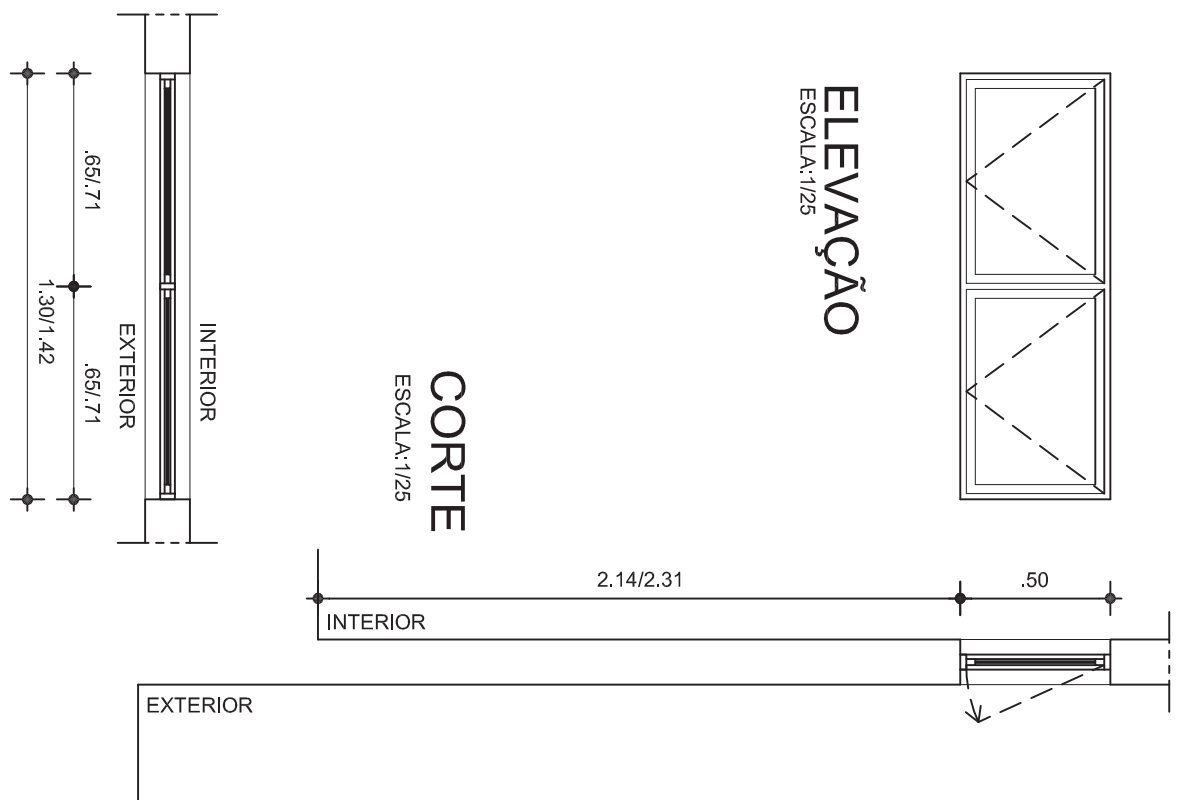 ELEVAÇÃO
ESCALA:1/25
CORTE
ESCALA:1/25
INTERIOR
EXTERIOR
.65/.71
.65/.71
1.30/1.42
2.14/2.31
.50
INTERIOR
EXTERIOR